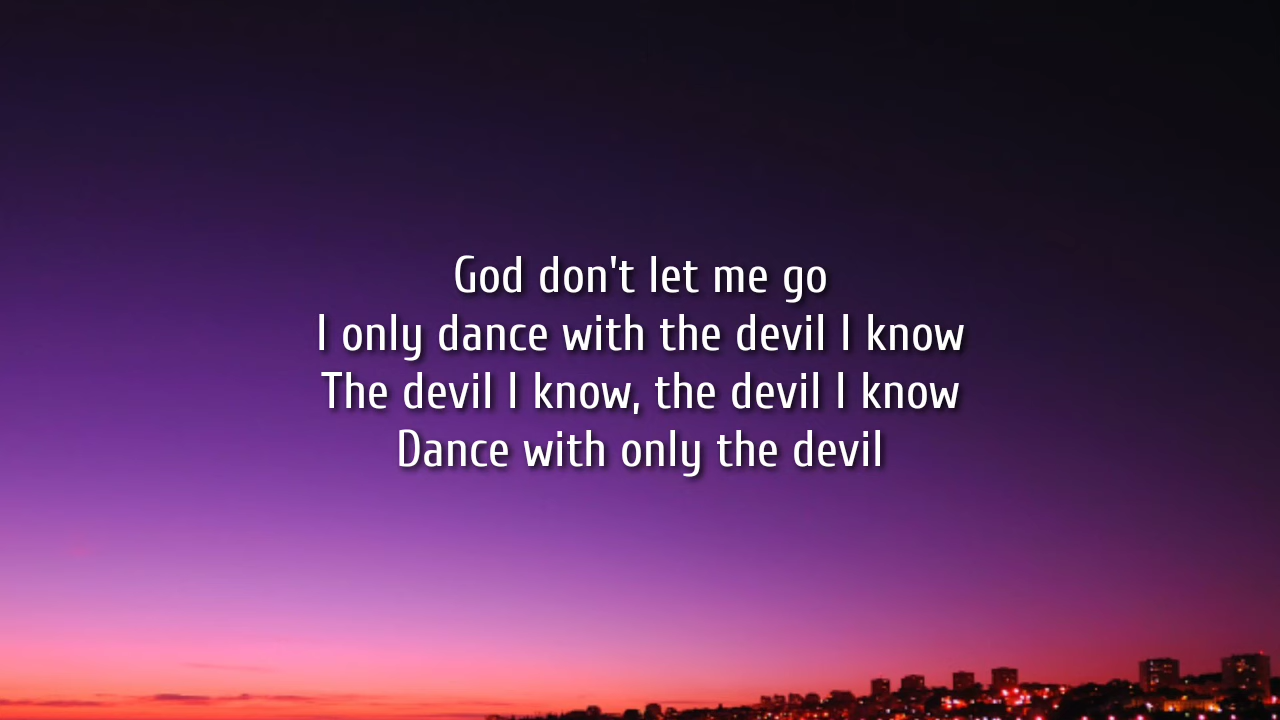 God don't let me go
I only dance with the devil I know
The devil I know, the devil I know
Dance with only the devil